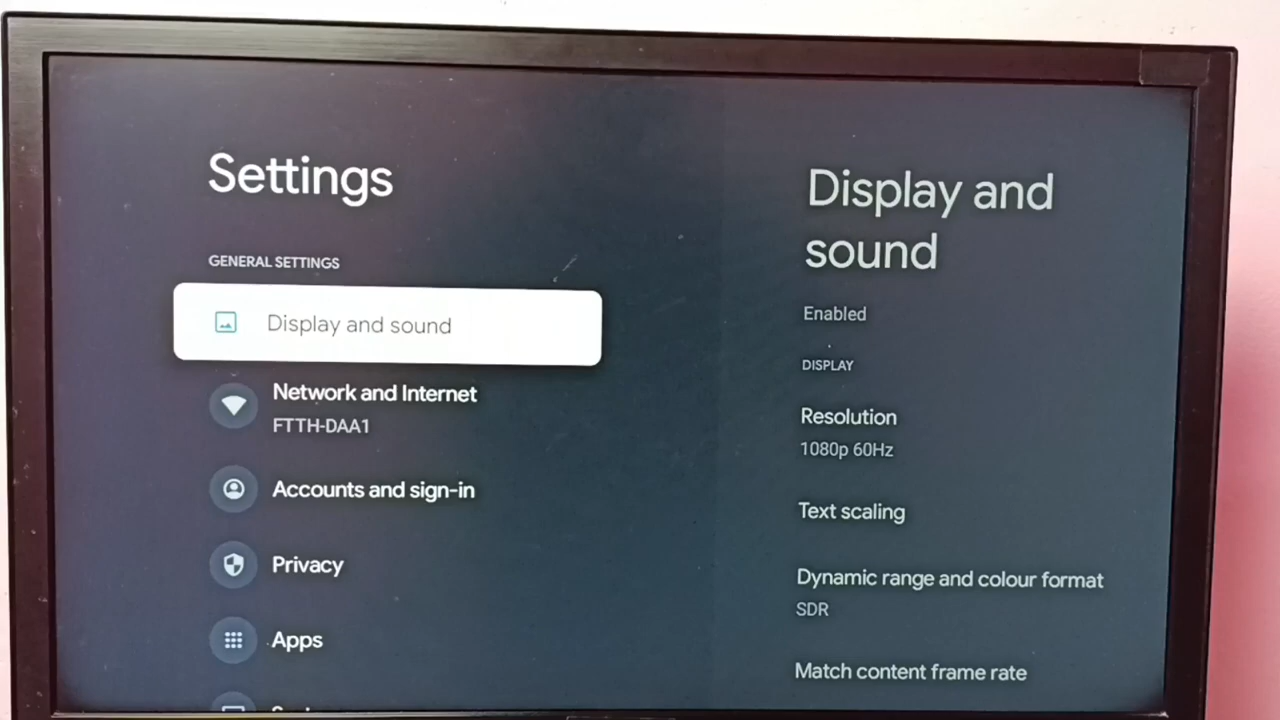 Settings
GENERAL SETTINGS
Display and sound
Network and Internet
FTTH-DAA1
Accounts and sign-in
Privacy
Apps
Display and
sound
Enabled
DISPLAY
Resolution
1080p 60Hz
Text scaling
Dynamic range and colour format
SDR
Match content frame rate